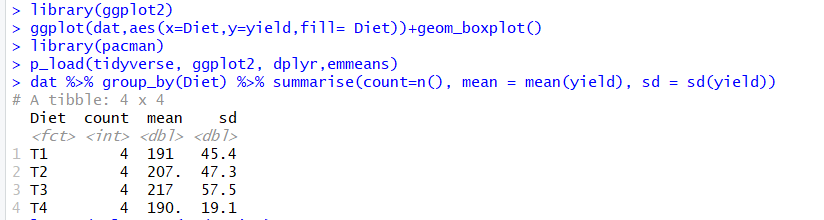 > library(ggplot2)
> ggplot(dat,aes(x=Diet,y=yield,fill= Diet))+geom_boxplot()
> library(pacman)
> p_load(tidyverse, ggplot2, dplyr,emmeans)
> dat %>% group_by(Diet) %>% summarise(count=n(), mean = mean(yield), sd = sd(yield))
# A tibble: 4 x 4
  Diet  count  mean    sd
  <fct> <int> <dbl> <dbl>
1 T1        4  191   45.4
2 T2        4  207.  47.3
3 T3        4  217   57.5
4 T4        4  190.  19.1